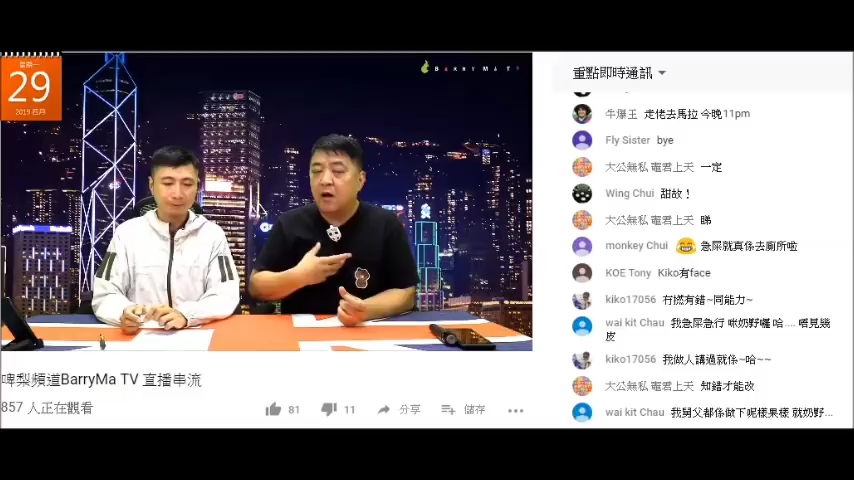 星期一
29
2019 四月
BARRYMA TV
啤梨頻道BarryMa TV 直播串流
857 人正在觀看
81
11
分享
儲存
重點即時通訊
牛爆王 走佬去馬拉 今晚11pm
Fly Sister bye
大公無私 竜君上天 一定
Wing Chui 甜故！
大公無私 竜君上天 睇
monkey Chui 😂 急屎就真係去廁所啦
KOE Tony Kiko有face
kiko17056 冇撚有錯~同能力~
wai kit Chau 我急屎急行 咻奶野囉 哈.... 唔見幾
皮
kiko17056 我做人講過就係~哈~~
大公無私 竜君上天 知錯才能改
wai kit Chau 我舅父都係做下呢樣果樣 就奶野...